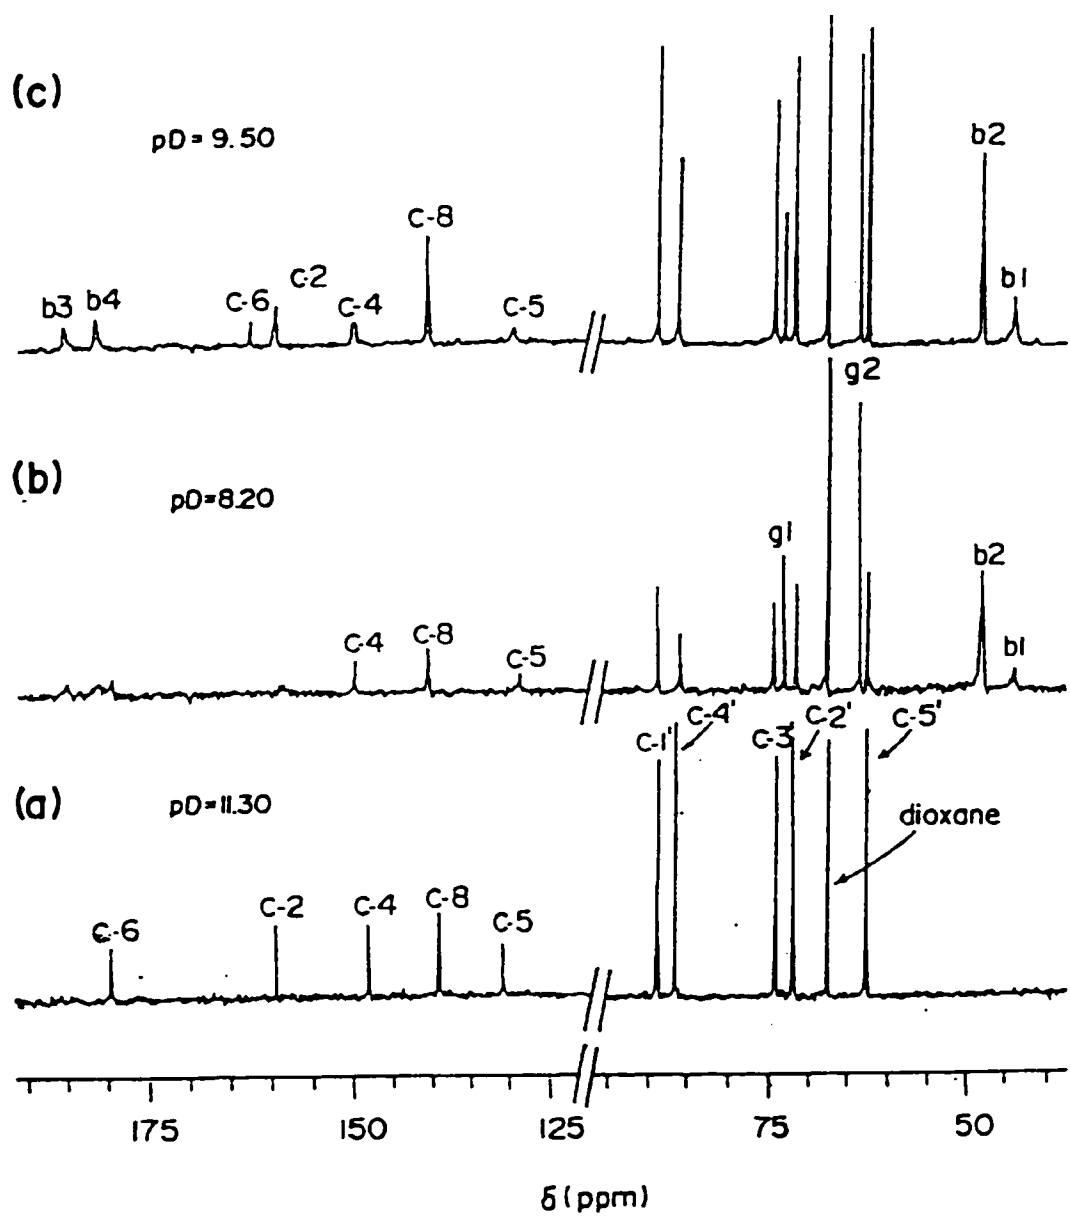 (c)
pD = 9.50
b3
b4
C-6
C-2
C-4
C-8
C-5
b2
b1
(b)
pD=8.20
C-4
C-8
C-5
g1
g2
b2
b1
(a)
pD=11.30
C-6
C-2
C-4
C-8
C-5
C-1'
C-4'
C-3'
C-2'
C-5'
dioxane
175
150
125
75
50
δ (ppm)